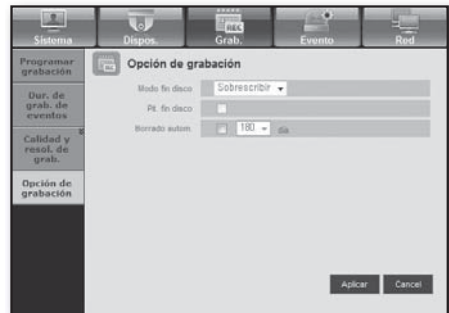 Sistema
Dispos.
REC
Grab.
Evento
Red
Programar
grabación
Dur. de
grab. de
eventos
Calidad y
resol. de
grab.
Opción de
grabación
Opción de grabación
Modo fin disco
Sobrescribir
Pit. fin disco
Borrado autom.
180
día
Aplicar
Cancel